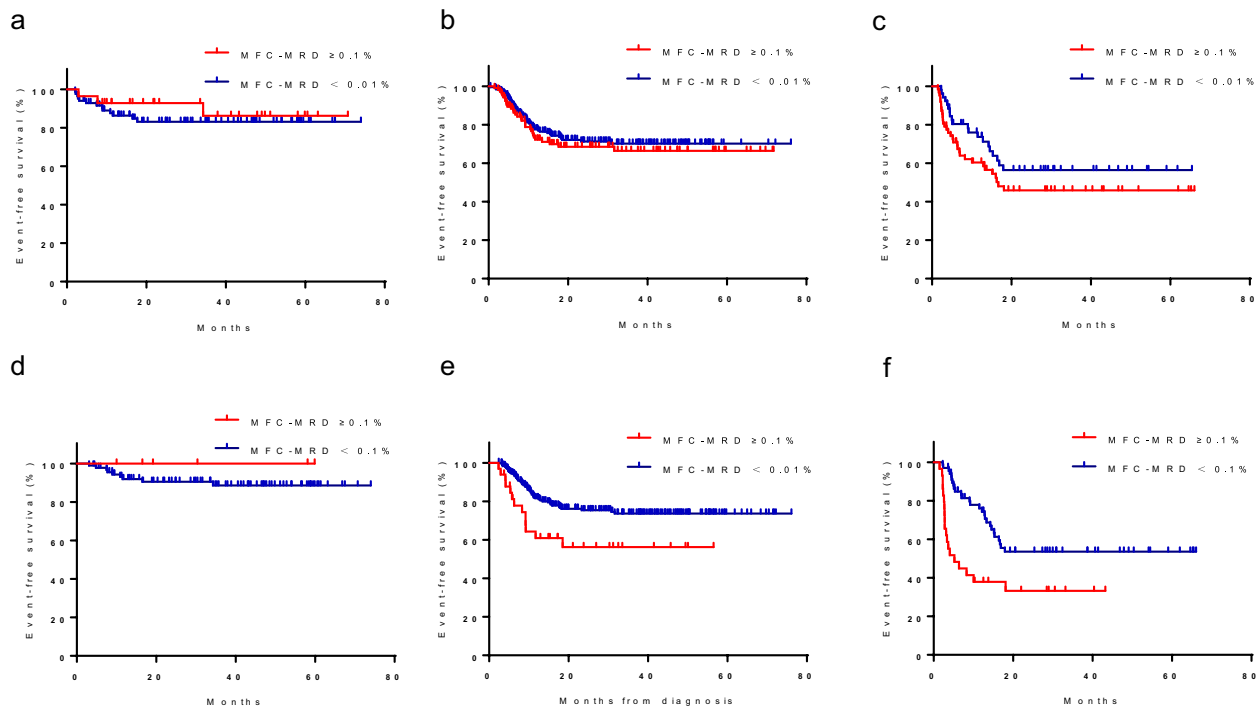 a
MFC-MRD ≥0.1%
MFC-MRD < 0.01%
Event-free survival (%)
100
80
60
40
20
0
0 20 40 60 80
Months
b
MFC-MRD ≥0.1%
MFC-MRD < 0.01%
Event-free survival (%)
100
80
60
40
20
0
0 20 40 60 80
Months
c
MFC-MRD ≥0.1%
MFC-MRD < 0.01%
Event-free survival (%)
100
80
60
40
20
0
0 20 40 60 80
Months
d
MFC-MRD ≥0.1%
MFC-MRD < 0.1%
Event-free survival (%)
100
80
60
40
20
0
0 20 40 60 80
Months
e
MFC-MRD ≥0.1%
MFC-MRD < 0.01%
Event-free survival (%)
100
80
60
40
20
0
0 20 40 60 80
Months from diagnosis
f
MFC-MRD ≥0.1%
MFC-MRD < 0.1%
Event-free survival (%)
100
80
60
40
20
0
0 20 40 60 80
Months